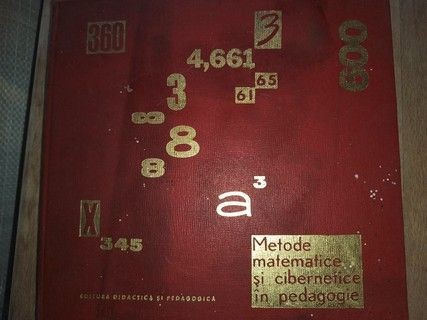 360
3
4,661
65
61
600
3
8
8
8
a³
X
345
Metode
matematice
și cibernetice
în pedagogie
EDITURA DIDACTICĂ ȘI PEDAGOGICĂ